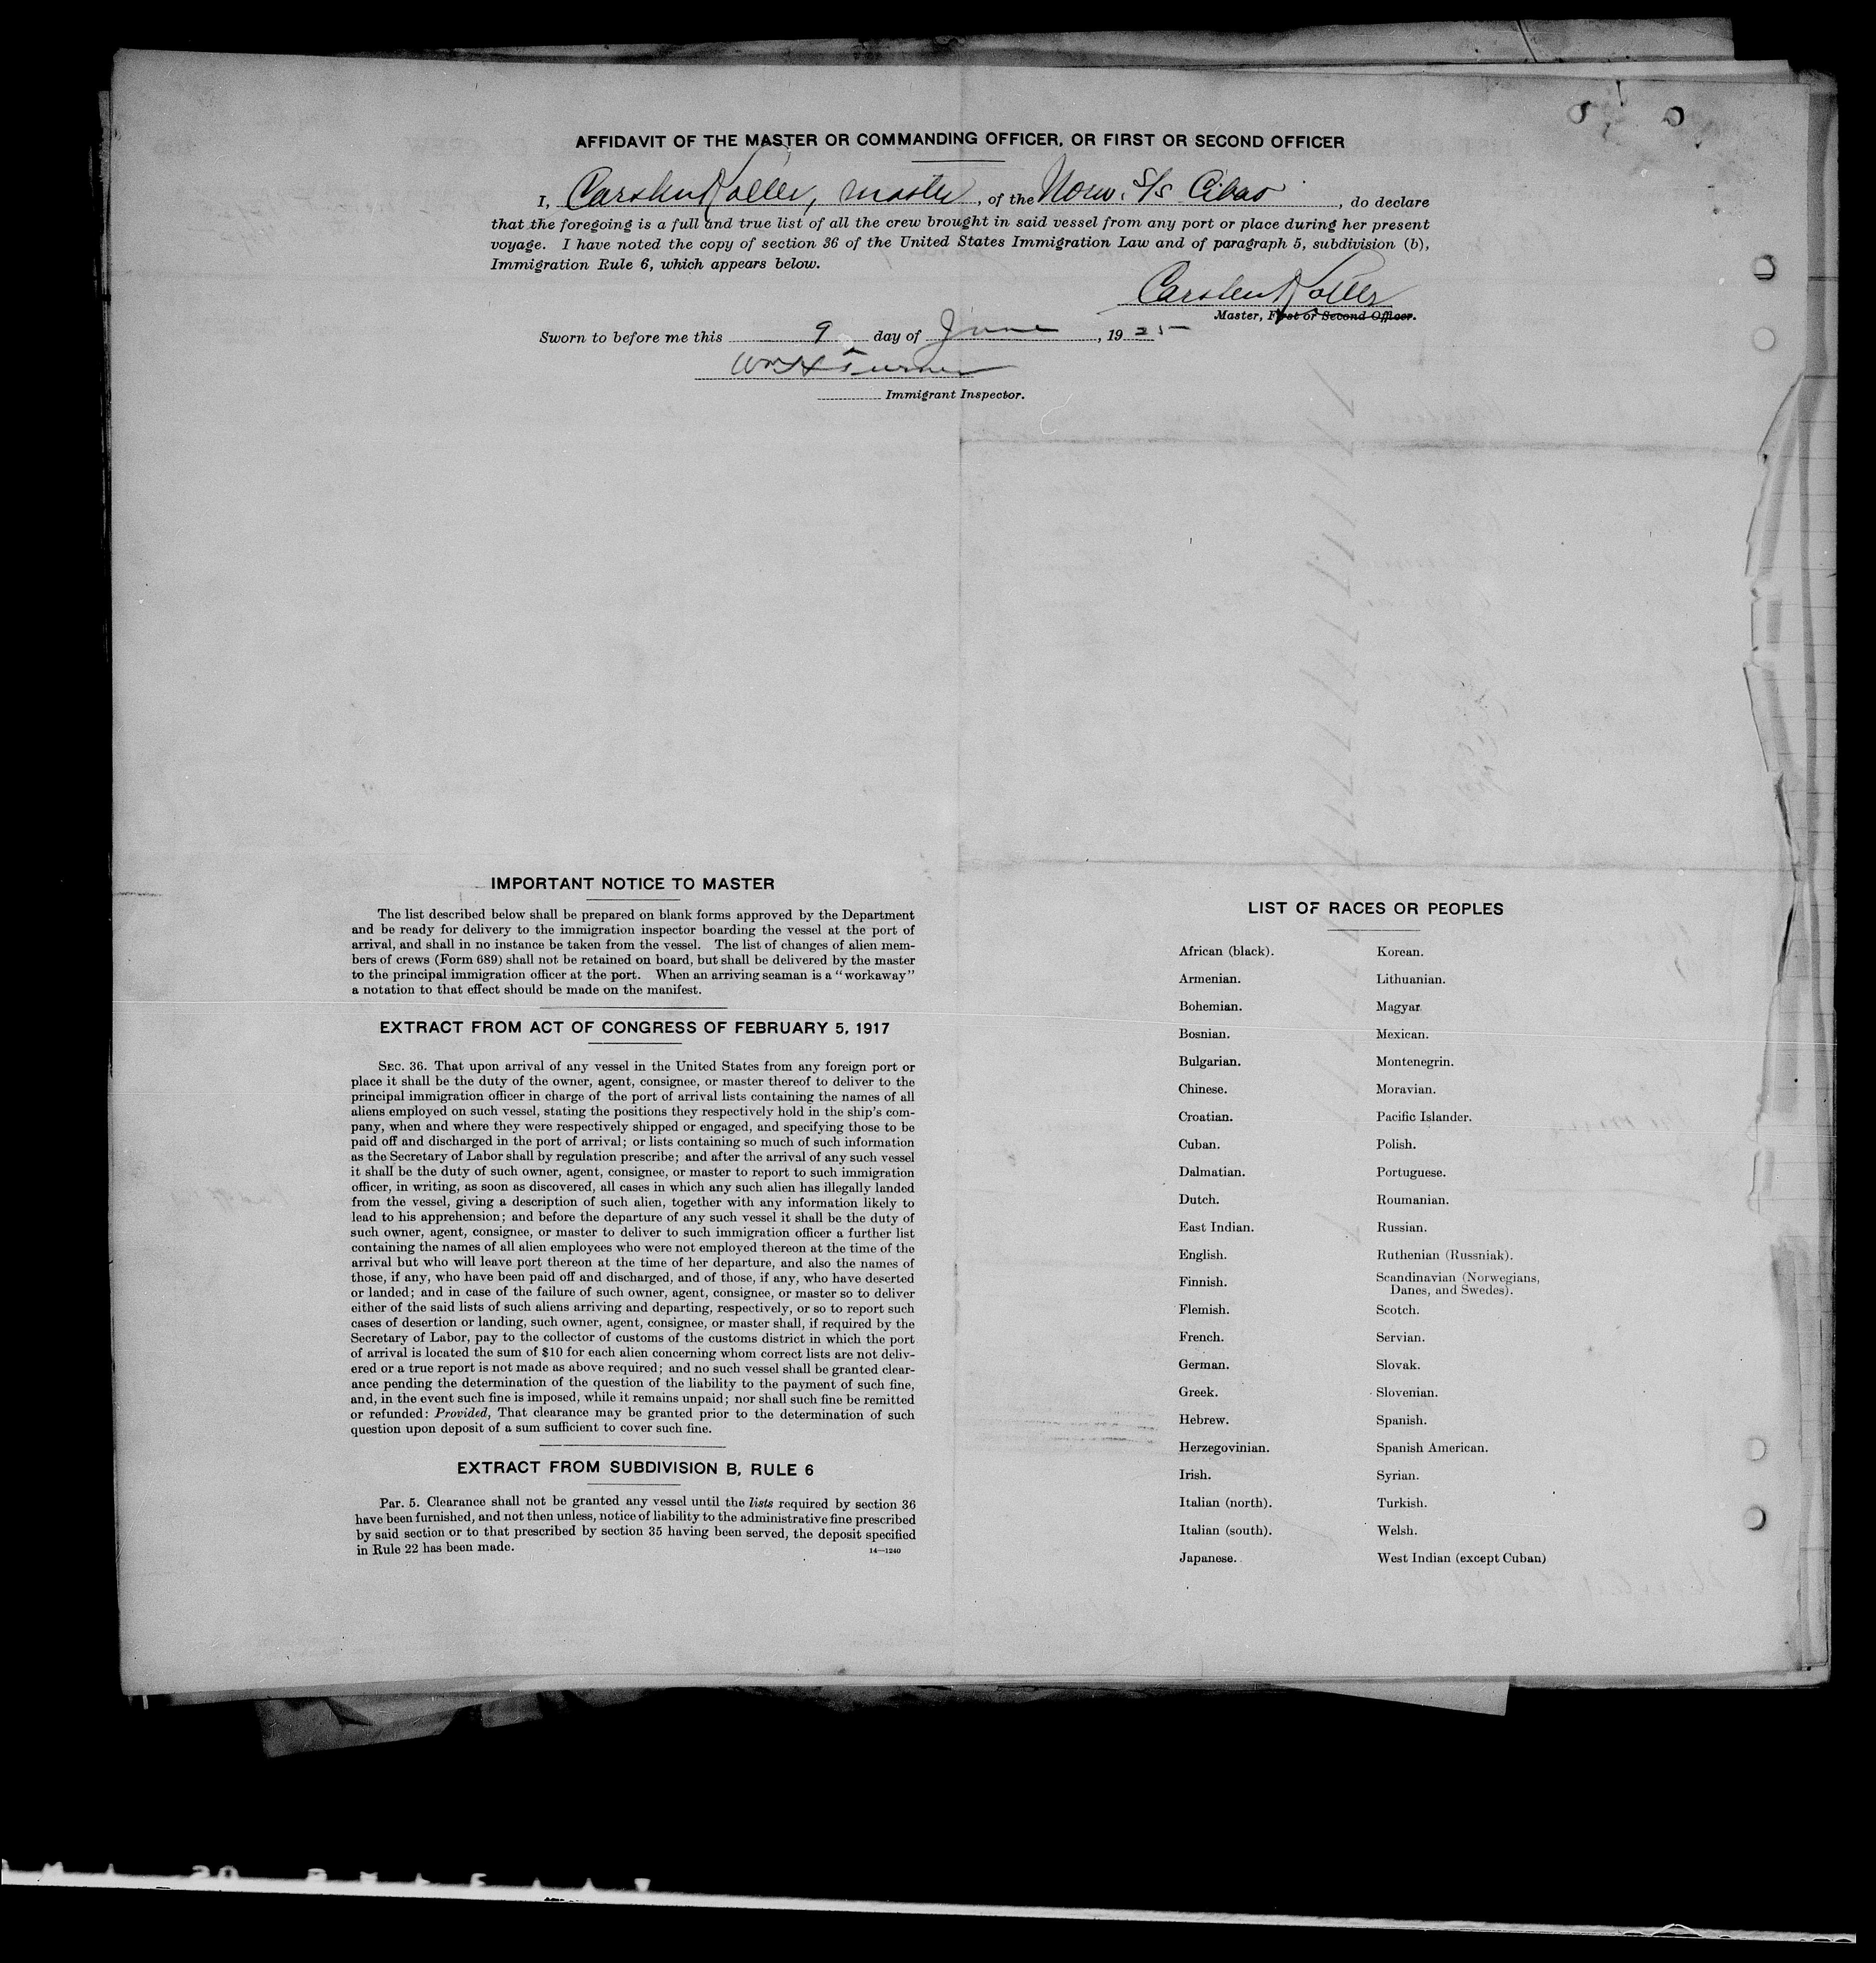 AFFIDAVIT OF THE MASTER OR COMMANDING OFFICER, OR FIRST OR SECOND OFFICER
I, Carsten Koller, master, of the Norw. S/s Cibao, do declare
that the foregoing is a full and true list of all the crew brought in said vessel from any port or place during her present
voyage. I have noted the copy of section 36 of the United States Immigration Law and of paragraph 5, subdivision (b),
Immigration Rule 6, which appears below.
Carsten Koller
Master, First or Second Officer.
Sworn to before me this 9 day of June, 1925
Wm H Turner
Immigrant Inspector.
IMPORTANT NOTICE TO MASTER
The list described below shall be prepared on blank forms approved by the Department
and be ready for delivery to the immigration inspector boarding the vessel at the port of
arrival, and shall in no instance be taken from the vessel. The list of changes of alien mem-
bers of crews (Form 689) shall not be retained on board, but shall be delivered by the master
to the principal immigration officer at the port. When an arriving seaman is a "workaway"
a notation to that effect should be made on the manifest.
EXTRACT FROM ACT OF CONGRESS OF FEBRUARY 5, 1917
SEC. 36. That upon arrival of any vessel in the United States from any foreign port or
place it shall be the duty of the owner, agent, consignee, or master thereof to deliver to the
principal immigration officer in charge of the port of arrival lists containing the names of all
aliens employed on such vessel, stating the positions they respectively hold in the ship's com-
pany, when and where they were respectively shipped or engaged, and specifying those to be
paid off and discharged in the port of arrival; or lists containing so much of such information
as the Secretary of Labor shall by regulation prescribe; and after the arrival of any such vessel
it shall be the duty of such owner, agent, consignee, or master to report to such immigration
officer, in writing, as soon as discovered, all cases in which any such alien has illegally landed
from the vessel, giving a description of such alien, together with any information likely to
lead to his apprehension; and before the departure of any such vessel it shall be the duty of
such owner, agent, consignee, or master to deliver to such immigration officer a further list
containing the names of all alien employees who were not employed thereon at the time of the
arrival but who will leave port thereon at the time of her departure, and also the names of
those, if any, who have been paid off and discharged, and of those, if any, who have deserted
or landed; and in case of the failure of such owner, agent, consignee, or master so to deliver
either of the said lists of such aliens arriving and departing, respectively, or so to report such
cases of desertion or landing, such owner, agent, consignee, or master shall, if required by the
Secretary of Labor, pay to the collector of customs of the customs district in which the port
of arrival is located the sum of $10 for each alien concerning whom correct lists are not deliv-
ered or a true report is not made as above required; and no such vessel shall be granted clear-
ance pending the determination of the question of the liability to the payment of such fine,
and, in the event such fine is imposed, while it remains unpaid; nor shall such fine be remitted
or refunded: Provided, That clearance may be granted prior to the determination of such
question upon deposit of a sum sufficient to cover such fine.
EXTRACT FROM SUBDIVISION B, RULE 6
Par. 5. Clearance shall not be granted any vessel until the lists required by section 36
have been furnished, and not then unless, notice of liability to the administrative fine prescribed
by said section or to that prescribed by section 35 having been served, the deposit specified
in Rule 22 has been made.
14—1240
LIST OF RACES OR PEOPLES
African (black).
Armenian.
Bohemian.
Bosnian.
Bulgarian.
Chinese.
Croatian.
Cuban.
Dalmatian.
Dutch.
East Indian.
English.
Finnish.
Flemish.
French.
German.
Greek.
Hebrew.
Herzegovinian.
Irish.
Italian (north).
Italian (south).
Japanese.
Korean.
Lithuanian.
Magyar.
Mexican.
Montenegrin.
Moravian.
Pacific Islander.
Polish.
Portuguese.
Roumanian.
Russian.
Ruthenian (Russniak).
Scandinavian (Norwegians,
Danes, and Swedes).
Scotch.
Servian.
Slovak.
Slovenian.
Spanish.
Spanish American.
Syrian.
Turkish.
Welsh.
West Indian (except Cuban)